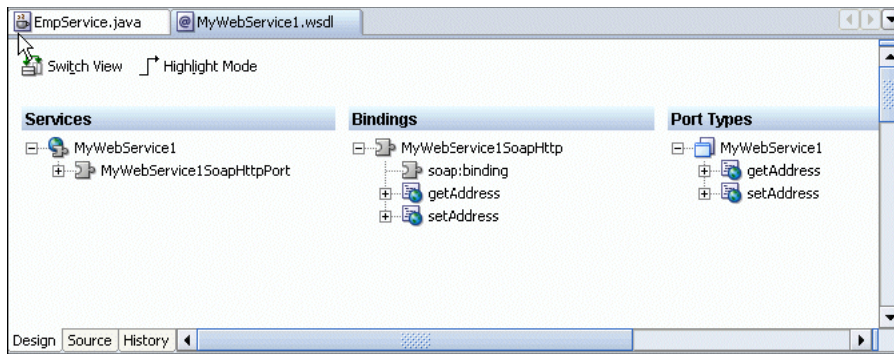 EmpService.java MyWebService1.wsdl
Switch View Highlight Mode
Services Bindings Port Types
MyWebService1 MyWebService1SoapHttp MyWebService1
MyWebService1SoapHttpPort soap:binding getAddress
getAddress setAddress
setAddress
Design Source History